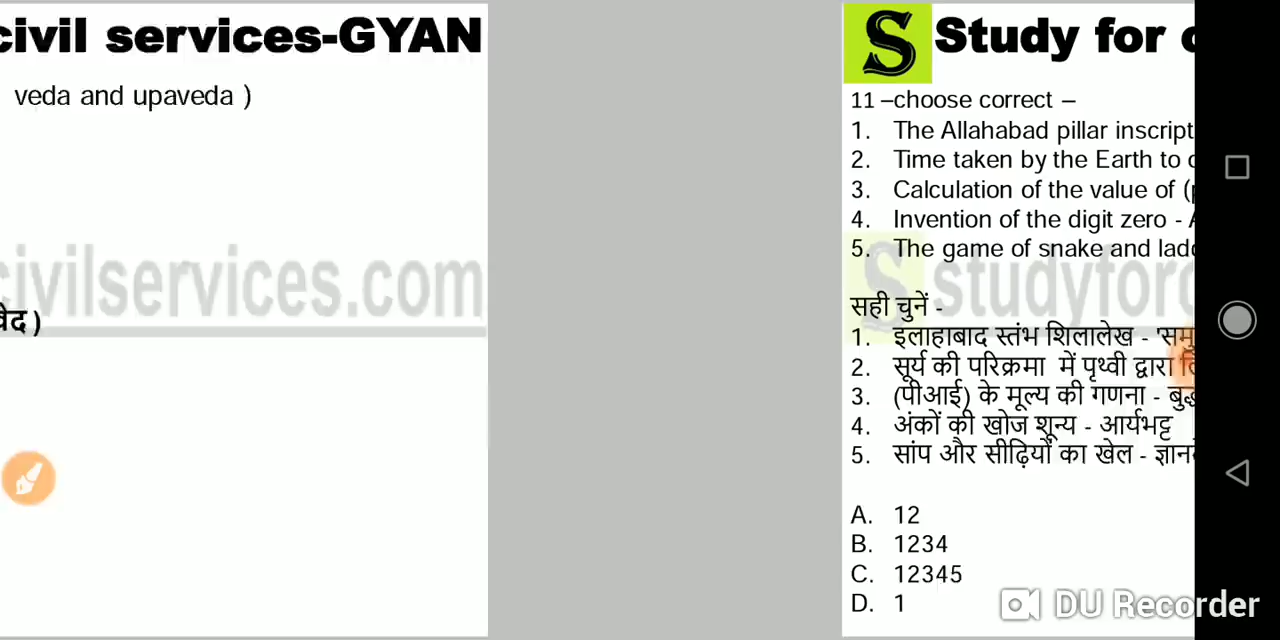 civil services-GYAN
veda and upaveda )
civilservices.com
वेद )
S Study for
11 –choose correct –
1. The Allahabad pillar
2. Time taken by the Earth to
3. Calculation of the value of
4. Invention of the digit zero -
5. The game of snake and
studyfor
सही चुनें -
1. इलाहाबाद स्तंभ शिलालेख -
2. सूर्य की परिक्रमा में पृथ्वी द्वारा
3. (पीआई) के मूल्य की गणना -
4. अंकों की खोज शून्य - आर्यभट्ट
5. सांप और सीढ़ियों का खेल -
A. 12
B. 1234
C. 12345
D. 1
DU Recorder